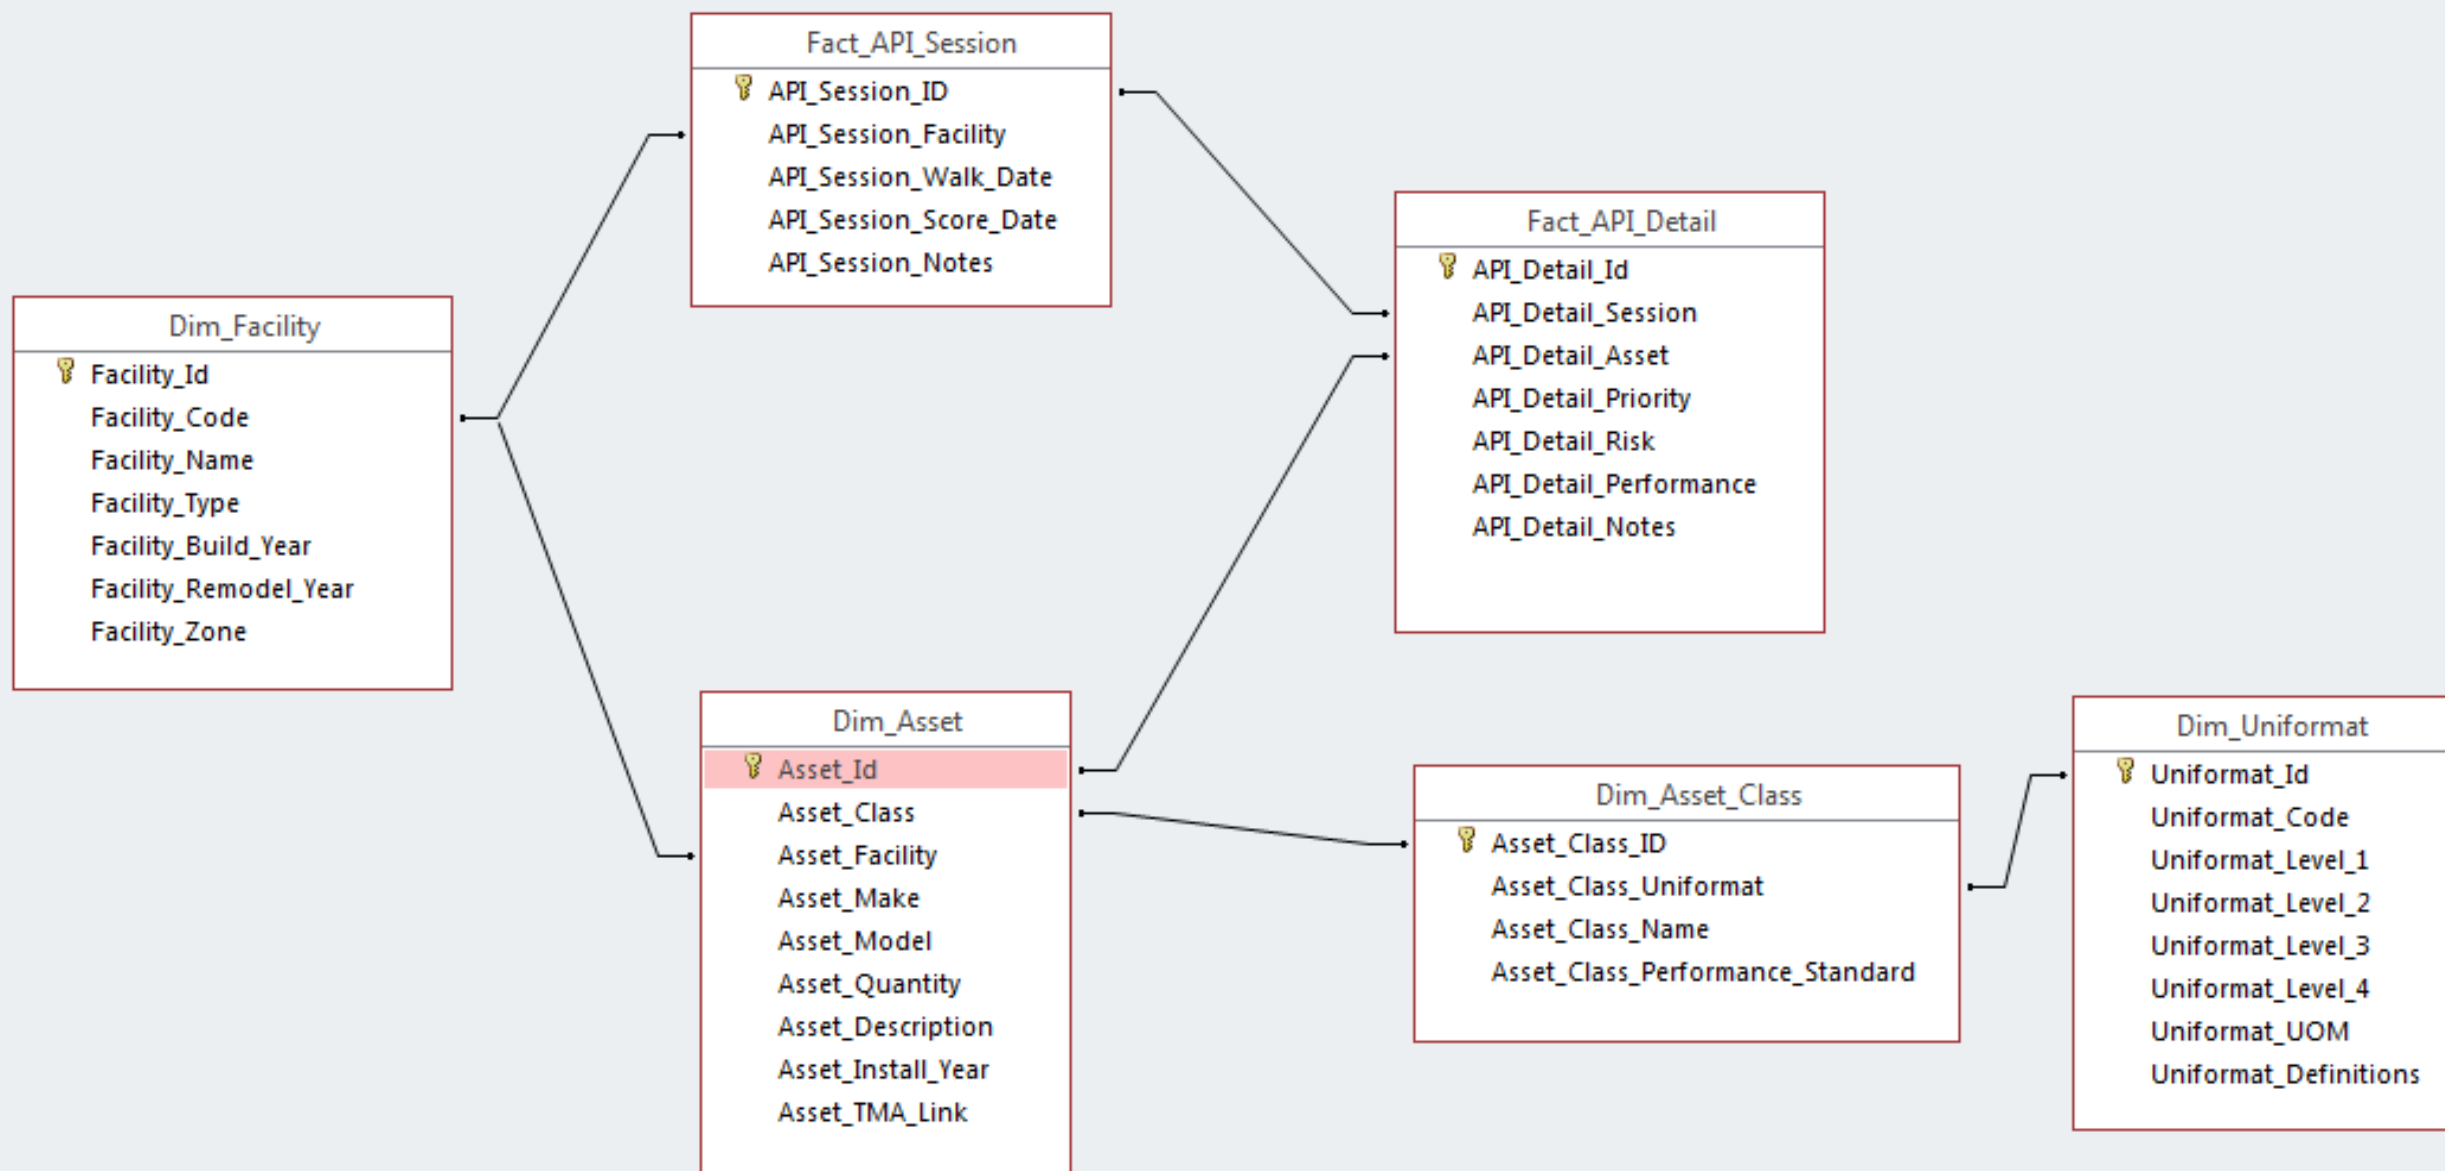 Fact_API_Session
API_Session_ID
API_Session_Facility
API_Session_Walk_Date
API_Session_Score_Date
API_Session_Notes
Dim_Facility
Facility_Id
Facility_Code
Facility_Name
Facility_Type
Facility_Build_Year
Facility_Remodel_Year
Facility_Zone
Fact_API_Detail
API_Detail_Id
API_Detail_Session
API_Detail_Asset
API_Detail_Priority
API_Detail_Risk
API_Detail_Performance
API_Detail_Notes
Dim_Asset
Asset_Id
Asset_Class
Asset_Facility
Asset_Make
Asset_Model
Asset_Quantity
Asset_Description
Asset_Install_Year
Asset_TMA_Link
Dim_Asset_Class
Asset_Class_ID
Asset_Class_Uniformat
Asset_Class_Name
Asset_Class_Performance_Standard
Dim_Uniformat
Uniformat_Id
Uniformat_Code
Uniformat_Level_1
Uniformat_Level_2
Uniformat_Level_3
Uniformat_Level_4
Uniformat_UOM
Uniformat_Definitions